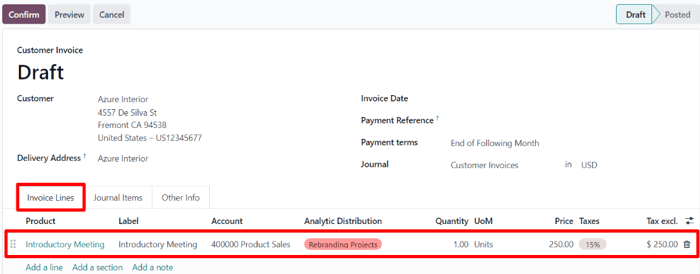 Confirm Preview Cancel Draft Posted
Customer Invoice
Draft
Customer Azure Interior Invoice Date
4557 De Silva St
Fremont CA 94538 Payment Reference ?
United States – US12345677
Payment terms End of Following Month
Delivery Address ? Azure Interior
Journal Customer Invoices in USD
Invoice Lines Journal Items Other Info
Product Label Account Analytic Distribution Quantity UoM Price Taxes Tax excl.
Introductory Meeting Introductory Meeting 400000 Product Sales Rebranding Projects 1.00 Units 250.00 15% $ 250.00
Add a line Add a section Add a note